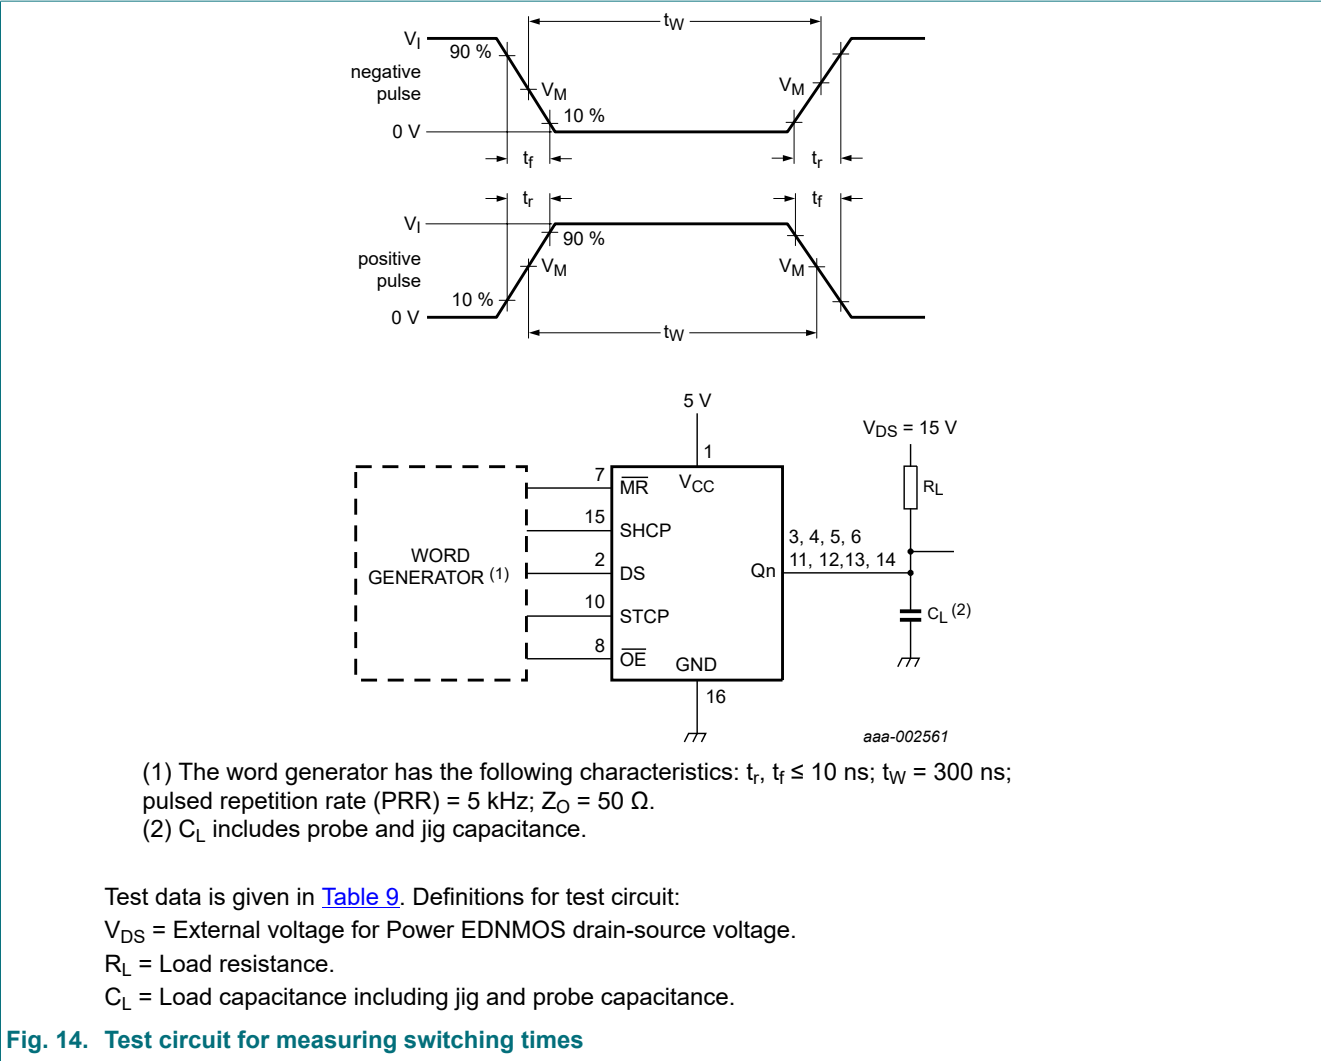 tW
VI
90 %
negative
pulse
VM
VM
10 %
0 V
tf
tr
tr
tf
VI
90 %
positive
pulse
VM
VM
10 %
0 V
tW
5 V
VDS = 15 V
1
7
MR
VCC
RL
15
SHCP
3, 4, 5, 6
WORD
GENERATOR (1)
2
DS
Qn
11, 12,13, 14
10
STCP
CL (2)
8
OE
GND
16
aaa-002561
(1) The word generator has the following characteristics: tr, tf ≤ 10 ns; tW = 300 ns;
pulsed repetition rate (PRR) = 5 kHz; ZO = 50 Ω.
(2) CL includes probe and jig capacitance.
Test data is given in Table 9. Definitions for test circuit:
VDS = External voltage for Power EDNMOS drain-source voltage.
RL = Load resistance.
CL = Load capacitance including jig and probe capacitance.
Fig. 14. Test circuit for measuring switching times